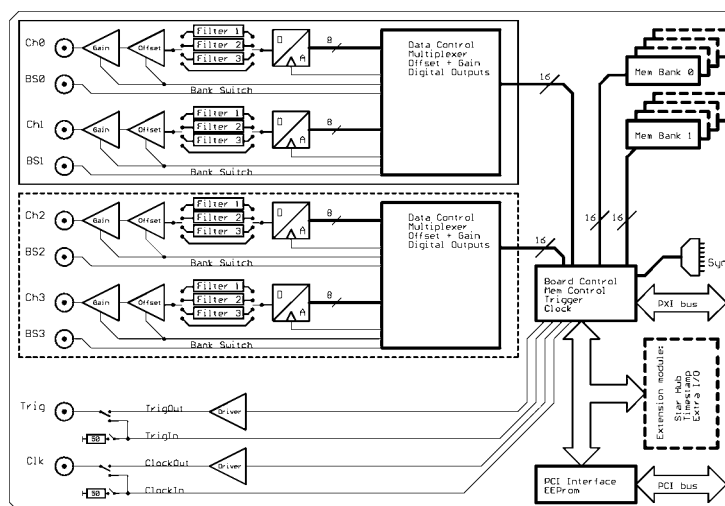 Ch0
Gain
Offset
Filter 1
Filter 2
Filter 3
D
A
8
Data Control
Multiplexer
Offset + Gain
Digital Outputs
16
BS0
Bank Switch
Ch1
Gain
Offset
Filter 1
Filter 2
Filter 3
D
A
8
BS1
Bank Switch
Mem Bank 0
Mem Bank 1
16
16
Ch2
Gain
Offset
Filter 1
Filter 2
Filter 3
D
A
8
Data Control
Multiplexer
Offset + Gain
Digital Outputs
16
BS2
Bank Switch
Ch3
Gain
Offset
Filter 1
Filter 2
Filter 3
D
A
8
BS3
Bank Switch
Board Control
Mem Control
Trigger
Clock
Syn
PXI bus
Extension module:
Star Hub
Timestamp
Extra I/O
Trig
TrigOut
Driver
50
TrigIn
Clk
ClockOut
Driver
50
ClockIn
PCI Interface
EEProm
PCI bus